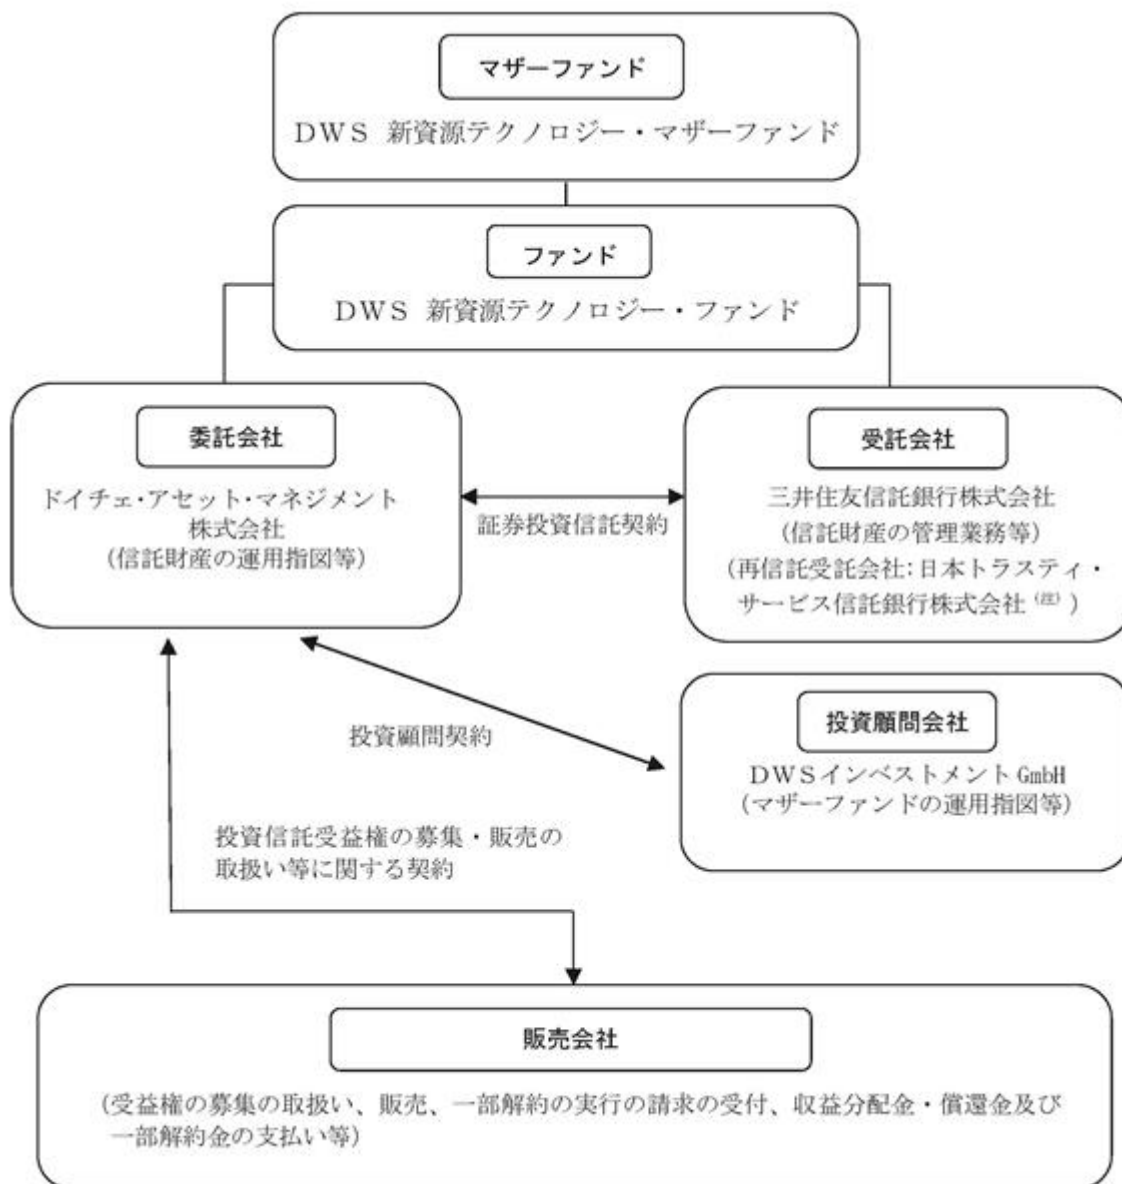 マザーファンド
DWS 新資源テクノロジー・マザーファンド
ファンド
DWS 新資源テクノロジー・ファンド
委託会社
ドイチェ・アセット・マネジメント
株式会社
(信託財産の運用指図等)
証券投資信託契約
受託会社
三井住友信託銀行株式会社
(信託財産の管理業務等)
(再信託受託会社:日本トラスティ・
サービス信託銀行株式会社(注))
投資顧問契約
投資顧問会社
DWSインベストメントGmbH
(マザーファンドの運用指図等)
投資信託受益権の募集・販売の
取扱い等に関する契約
販売会社
(受益権の募集の取扱い、販売、一部解約の実行の請求の受付、収益分配金・償還金及び
一部解約金の支払い等)